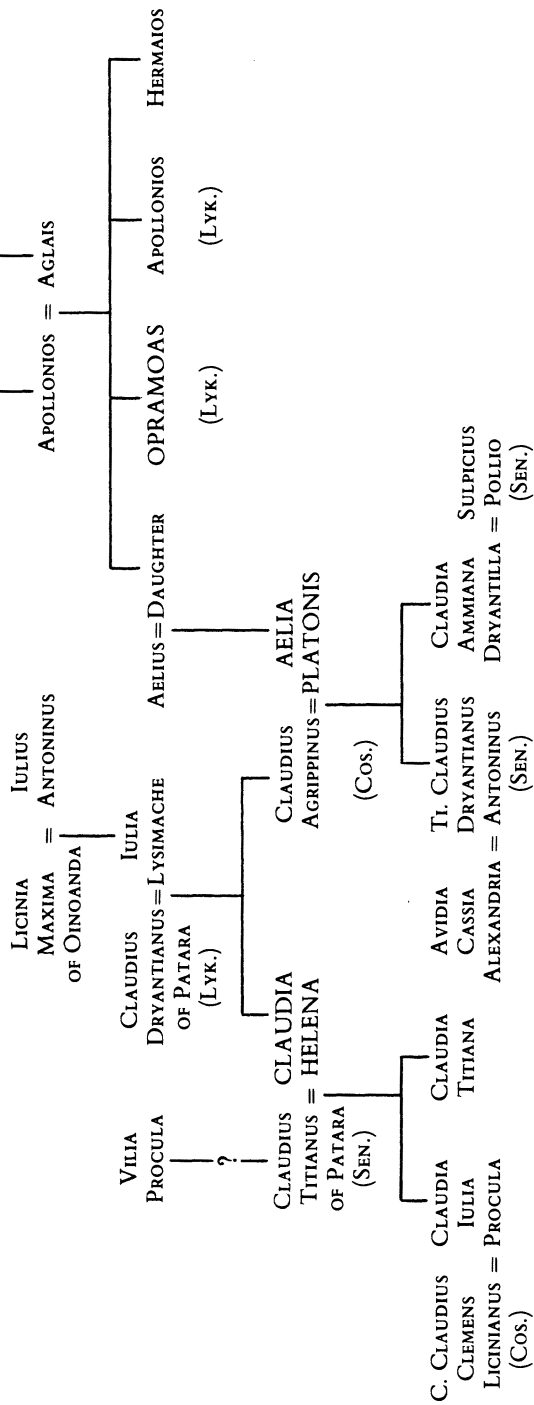 LICINIA IULIUS
MAXIMA = ANTONINUS APOLLONIOS = AGLAIS
OF OINOANDA
VILIA CLAUDIUS IULIA
PROCULA DRYANTIANUS = LYSIMACHE AELIUS = DAUGHTER OPRAMOAS APOLLONIOS HERMAIOS
OF PATARA
(LYK.) (LYK.) (LYK.)
?
CLAUDIUS CLAUDIA CLAUDIUS AELIA
TITIANUS = HELENA AGRIPPINUS = PLATONIS
OF PATARA
(SEN.) (COS.)
C. CLAUDIUS CLAUDIA CLAUDIA AVIDIA TI. CLAUDIUS CLAUDIA
CLEMENS IULIA TITIANA CASSIA DRYANTIANUS AMMIANA SULPICIUS
LICINIANUS = PROCULA ALEXANDRIA = ANTONINUS DRYANTILLA = POLLIO
(COS.) (SEN.) (SEN.)